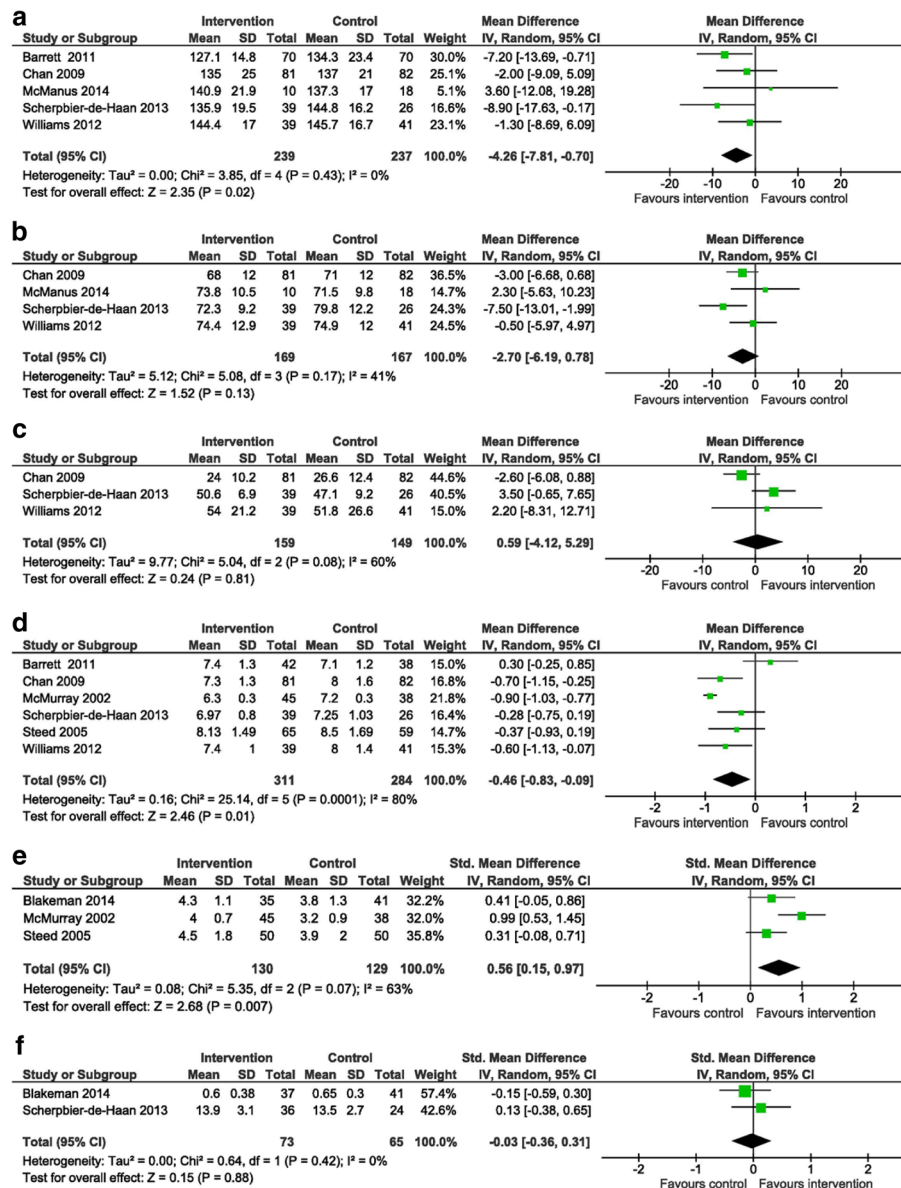 a
Intervention Control Mean Difference Mean Difference
Study or Subgroup Mean SD Total Mean SD Total Weight IV, Random, 95% CI IV, Random, 95% CI
Barrett 2011 127.1 14.8 70 134.3 23.4 70 30.0% -7.20 [-13.69, -0.71]
Chan 2009 135 25 81 137 21 82 25.1% -2.00 [-9.09, 5.09]
McManus 2014 140.9 21.9 10 137.3 17 18 5.1% 3.60 [-12.08, 19.28]
Scherpbier-de-Haan 2013 135.9 19.5 39 144.8 16.2 26 16.6% -8.90 [-17.63, -0.17]
Williams 2012 144.4 17 39 145.7 16.7 41 23.1% -1.30 [-8.69, 6.09]
Total (95% CI) 239 237 100.0% -4.26 [-7.81, -0.70]
Heterogeneity: Tau² = 0.00; Chi² = 3.85, df = 4 (P = 0.43); I² = 0%
Test for overall effect: Z = 2.35 (P = 0.02)
-20 -10 0 10 20
Favours intervention Favours control
b
Intervention Control Mean Difference Mean Difference
Study or Subgroup Mean SD Total Mean SD Total Weight IV, Random, 95% CI IV, Random, 95% CI
Chan 2009 68 12 81 71 12 82 36.5% -3.00 [-6.68, 0.68]
McManus 2014 73.8 10.5 10 71.5 9.8 18 14.7% 2.30 [-5.63, 10.23]
Scherpbier-de-Haan 2013 72.3 9.2 39 79.8 12.2 26 24.3% -7.50 [-13.01, -1.99]
Williams 2012 74.4 12.9 39 74.9 12 41 24.5% -0.50 [-5.97, 4.97]
Total (95% CI) 169 167 100.0% -2.70 [-6.19, 0.78]
Heterogeneity: Tau² = 5.12; Chi² = 5.08, df = 3 (P = 0.17); I² = 41%
Test for overall effect: Z = 1.52 (P = 0.13)
-20 -10 0 10 20
Favours intervention Favours control
c
Intervention Control Mean Difference Mean Difference
Study or Subgroup Mean SD Total Mean SD Total Weight IV, Random, 95% CI IV, Random, 95% CI
Chan 2009 24 10.2 81 26.6 12.4 82 44.6% -2.60 [-6.08, 0.88]
Scherpbier-de-Haan 2013 50.6 6.9 39 47.1 9.2 26 40.5% 3.50 [-0.65, 7.65]
Williams 2012 54 21.2 39 51.8 26.6 41 15.0% 2.20 [-8.31, 12.71]
Total (95% CI) 159 149 100.0% 0.59 [-4.12, 5.29]
Heterogeneity: Tau² = 9.77; Chi² = 5.04, df = 2 (P = 0.08); I² = 60%
Test for overall effect: Z = 0.24 (P = 0.81)
-20 -10 0 10 20
Favours control Favours intervention
d
Intervention Control Mean Difference Mean Difference
Study or Subgroup Mean SD Total Mean SD Total Weight IV, Random, 95% CI IV, Random, 95% CI
Barrett 2011 7.4 1.3 42 7.1 1.2 38 15.0% 0.30 [-0.25, 0.85]
Chan 2009 7.3 1.3 81 8 1.6 82 16.8% -0.70 [-1.15, -0.25]
McMurray 2002 6.3 0.3 45 7.2 0.3 38 21.8% -0.90 [-1.03, -0.77]
Scherpbier-de-Haan 2013 6.97 0.8 39 7.25 1.03 26 16.4% -0.28 [-0.75, 0.19]
Steed 2005 8.13 1.49 65 8.5 1.69 59 14.7% -0.37 [-0.93, 0.19]
Williams 2012 7.4 1 39 8 1.4 41 15.3% -0.60 [-1.13, -0.07]
Total (95% CI) 311 284 100.0% -0.46 [-0.83, -0.09]
Heterogeneity: Tau² = 0.16; Chi² = 25.14, df = 5 (P = 0.0001); I² = 80%
Test for overall effect: Z = 2.46 (P = 0.01)
-2 -1 0 1 2
Favours intervention Favours control
e
Intervention Control Std. Mean Difference Std. Mean Difference
Study or Subgroup Mean SD Total Mean SD Total Weight IV, Random, 95% CI IV, Random, 95% CI
Blakeman 2014 4.3 1.1 35 3.8 1.3 41 32.2% 0.41 [-0.05, 0.86]
McMurray 2002 4 0.7 45 3.2 0.9 38 32.0% 0.99 [0.53, 1.45]
Steed 2005 4.5 1.8 50 3.9 2 50 35.8% 0.31 [-0.08, 0.71]
Total (95% CI) 130 129 100.0% 0.56 [0.15, 0.97]
Heterogeneity: Tau² = 0.08; Chi² = 5.35, df = 2 (P = 0.07); I² = 63%
Test for overall effect: Z = 2.68 (P = 0.007)
-2 -1 0 1 2
Favours control Favours intervention
f
Intervention Control Std. Mean Difference Std. Mean Difference
Study or Subgroup Mean SD Total Mean SD Total Weight IV, Random, 95% CI IV, Random, 95% CI
Blakeman 2014 0.6 0.38 37 0.65 0.3 41 57.4% -0.15 [-0.59, 0.30]
Scherpbier-de-Haan 2013 13.9 3.1 36 13.5 2.7 24 42.6% 0.13 [-0.38, 0.65]
Total (95% CI) 73 65 100.0% -0.03 [-0.36, 0.31]
Heterogeneity: Tau² = 0.00; Chi² = 0.64, df = 1 (P = 0.42); I² = 0%
Test for overall effect: Z = 0.15 (P = 0.88)
-2 -1 0 1 2
Favours control Favours intervention